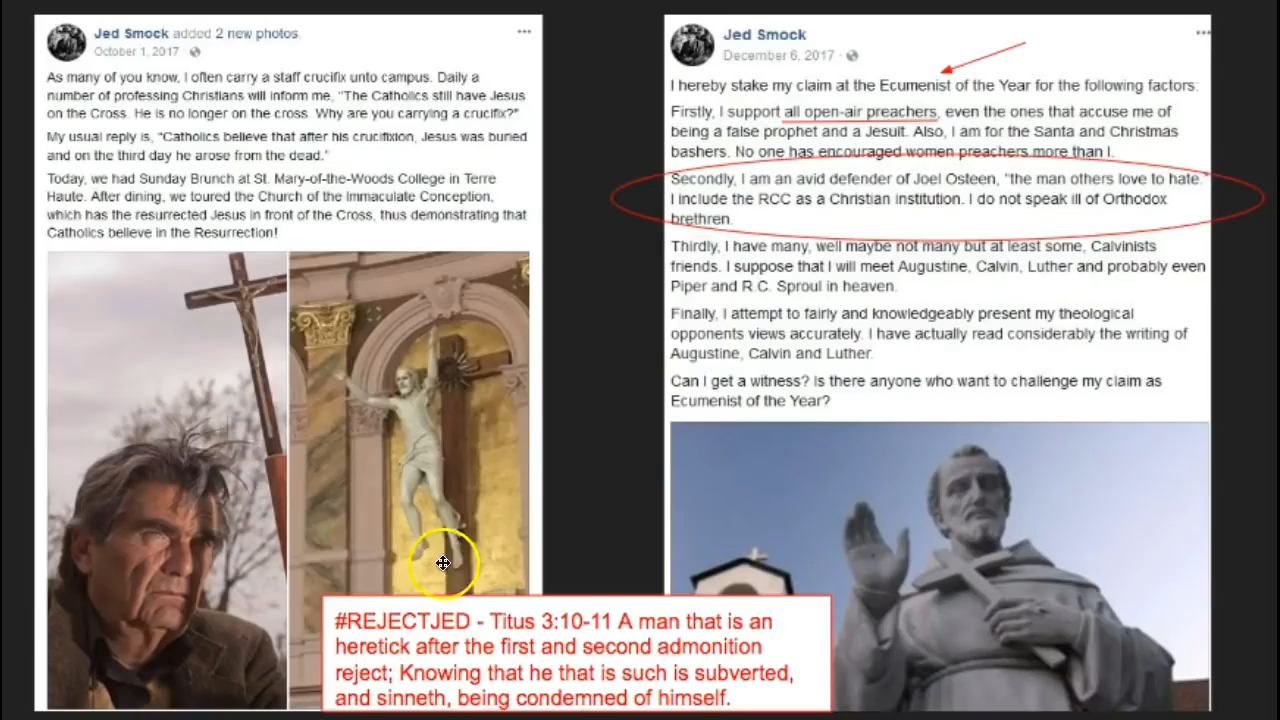 Jed Smock added 2 new photos.
October 1, 2017 ·
As many of you know, I often carry a staff crucifix unto campus. Daily a
number of professing Christians will inform me, "The Catholics still have Jesus
on the Cross. He is no longer on the cross. Why are you carrying a crucifix?"
My usual reply is, "Catholics believe that after his crucifixion, Jesus was buried
and on the third day he arose from the dead."
Today, we had Sunday Brunch at St. Mary-of-the-Woods College in Terre
Haute. After dining, we toured the Church of the Immaculate Conception,
which has the resurrected Jesus in front of the Cross, thus demonstrating that
Catholics believe in the Resurrection!
Jed Smock
December 6, 2017 ·
I hereby stake my claim at the Ecumenist of the Year for the following factors:
Firstly, I support all open-air preachers, even the ones that accuse me of
being a false prophet and a Jesuit. Also, I am for the Santa and Christmas
bashers. No one has encouraged women preachers more than I.
Secondly, I am an avid defender of Joel Osteen, "the man others love to hate."
I include the RCC as a Christian institution. I do not speak ill of Orthodox
brethren.
Thirdly, I have many, well maybe not many but at least some, Calvinists
friends. I suppose that I will meet Augustine, Calvin, Luther and probably even
Piper and R.C. Sproul in heaven.
Finally, I attempt to fairly and knowledgeably present my theological
opponents views accurately. I have actually read considerably the writing of
Augustine, Calvin and Luther.
Can I get a witness? Is there anyone who want to challenge my claim as
Ecumenist of the Year?
#REJECTJED - Titus 3:10-11 A man that is an
heretick after the first and second admonition
reject; Knowing that he that is such is subverted,
and sinneth, being condemned of himself.